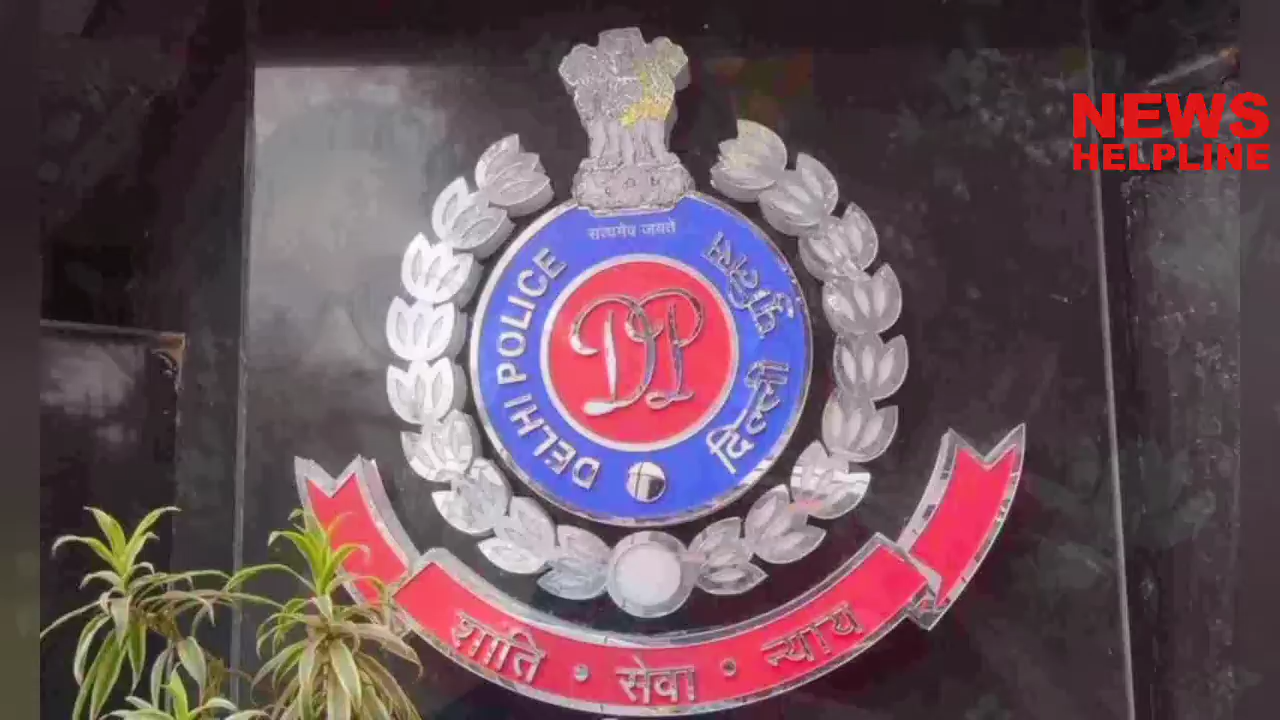 NEWS
HELPLINE
सत्यमेव जयते
DELHI POLICE
दिल्ली पुलिस
DP
शांति • सेवा • न्याय